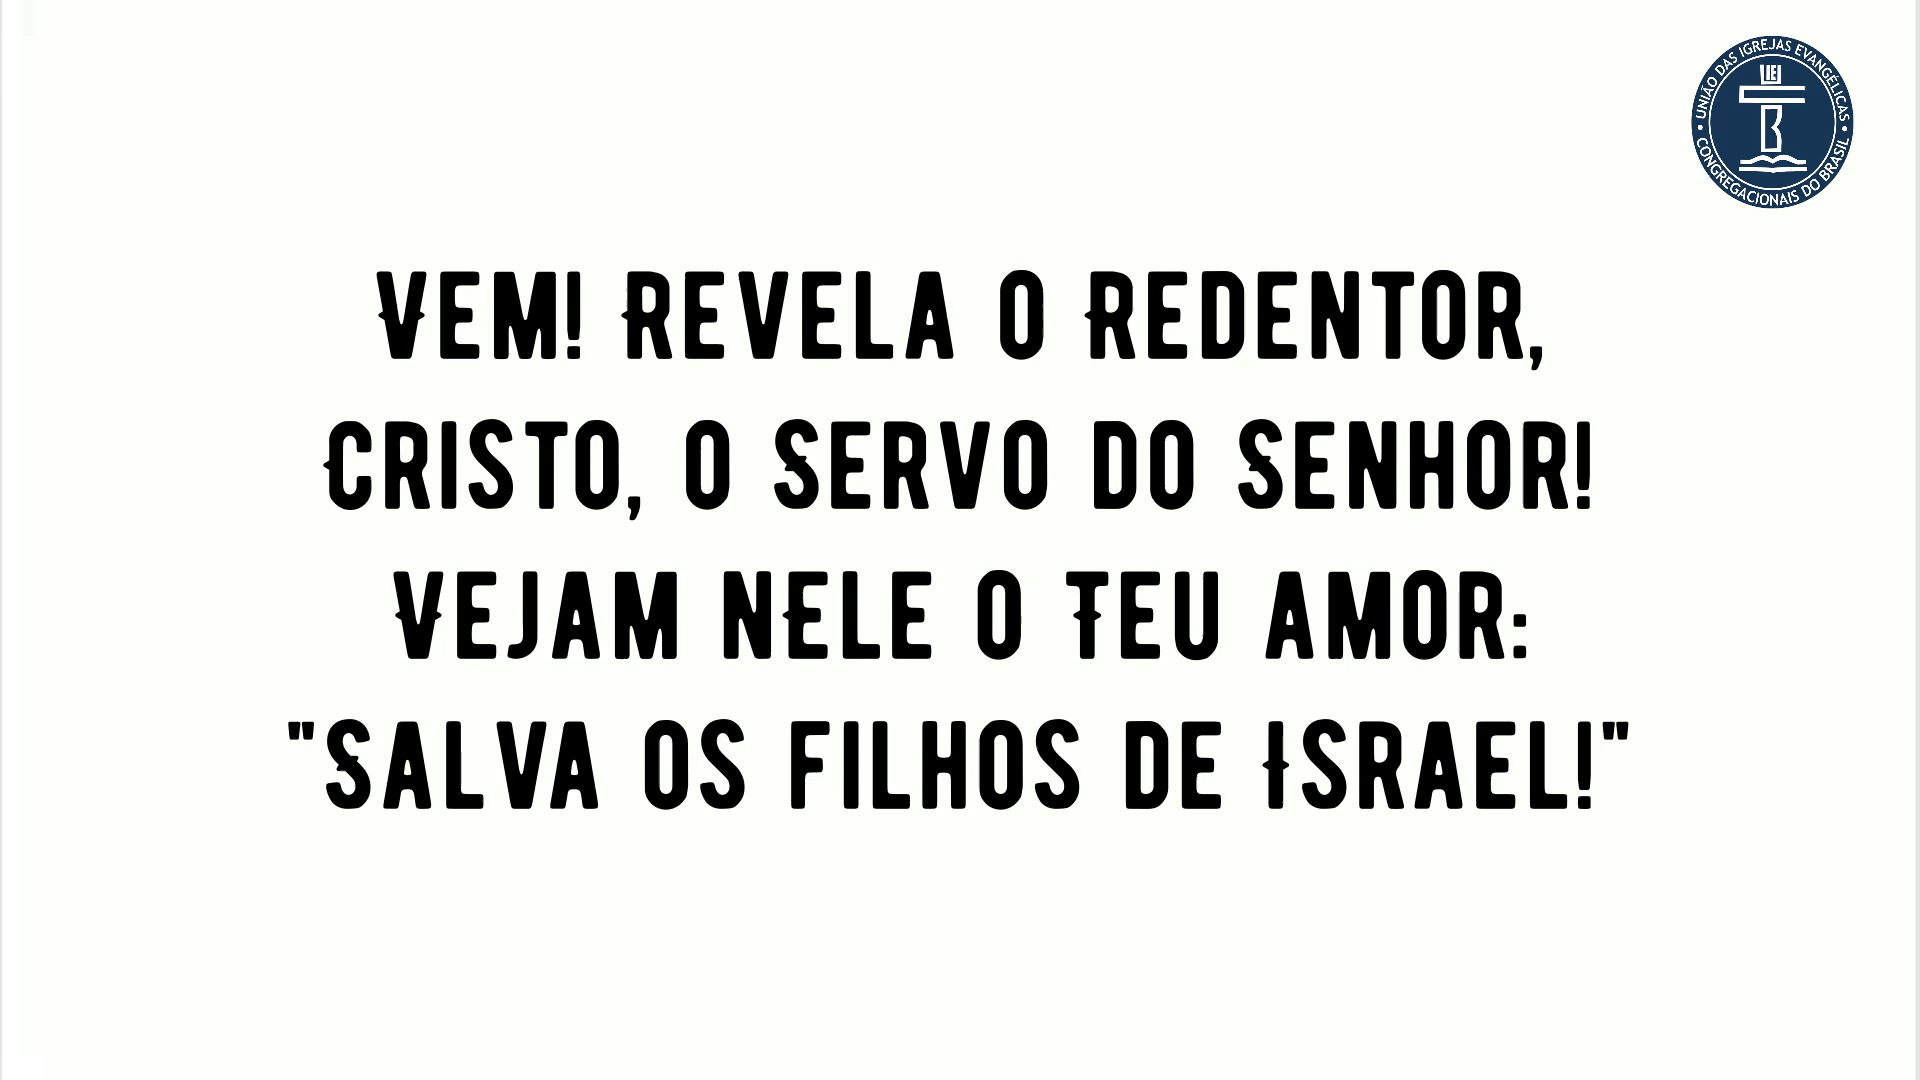 UNIÃO DAS IGREJAS EVANGÉLICAS
CONGREGACIONAIS DO BRASIL
VEM! REVELA O REDENTOR,
CRISTO, O SERVO DO SENHOR!
VEJAM NELE O TEU AMOR:
"SALVA OS FILHOS DE ISRAEL!"